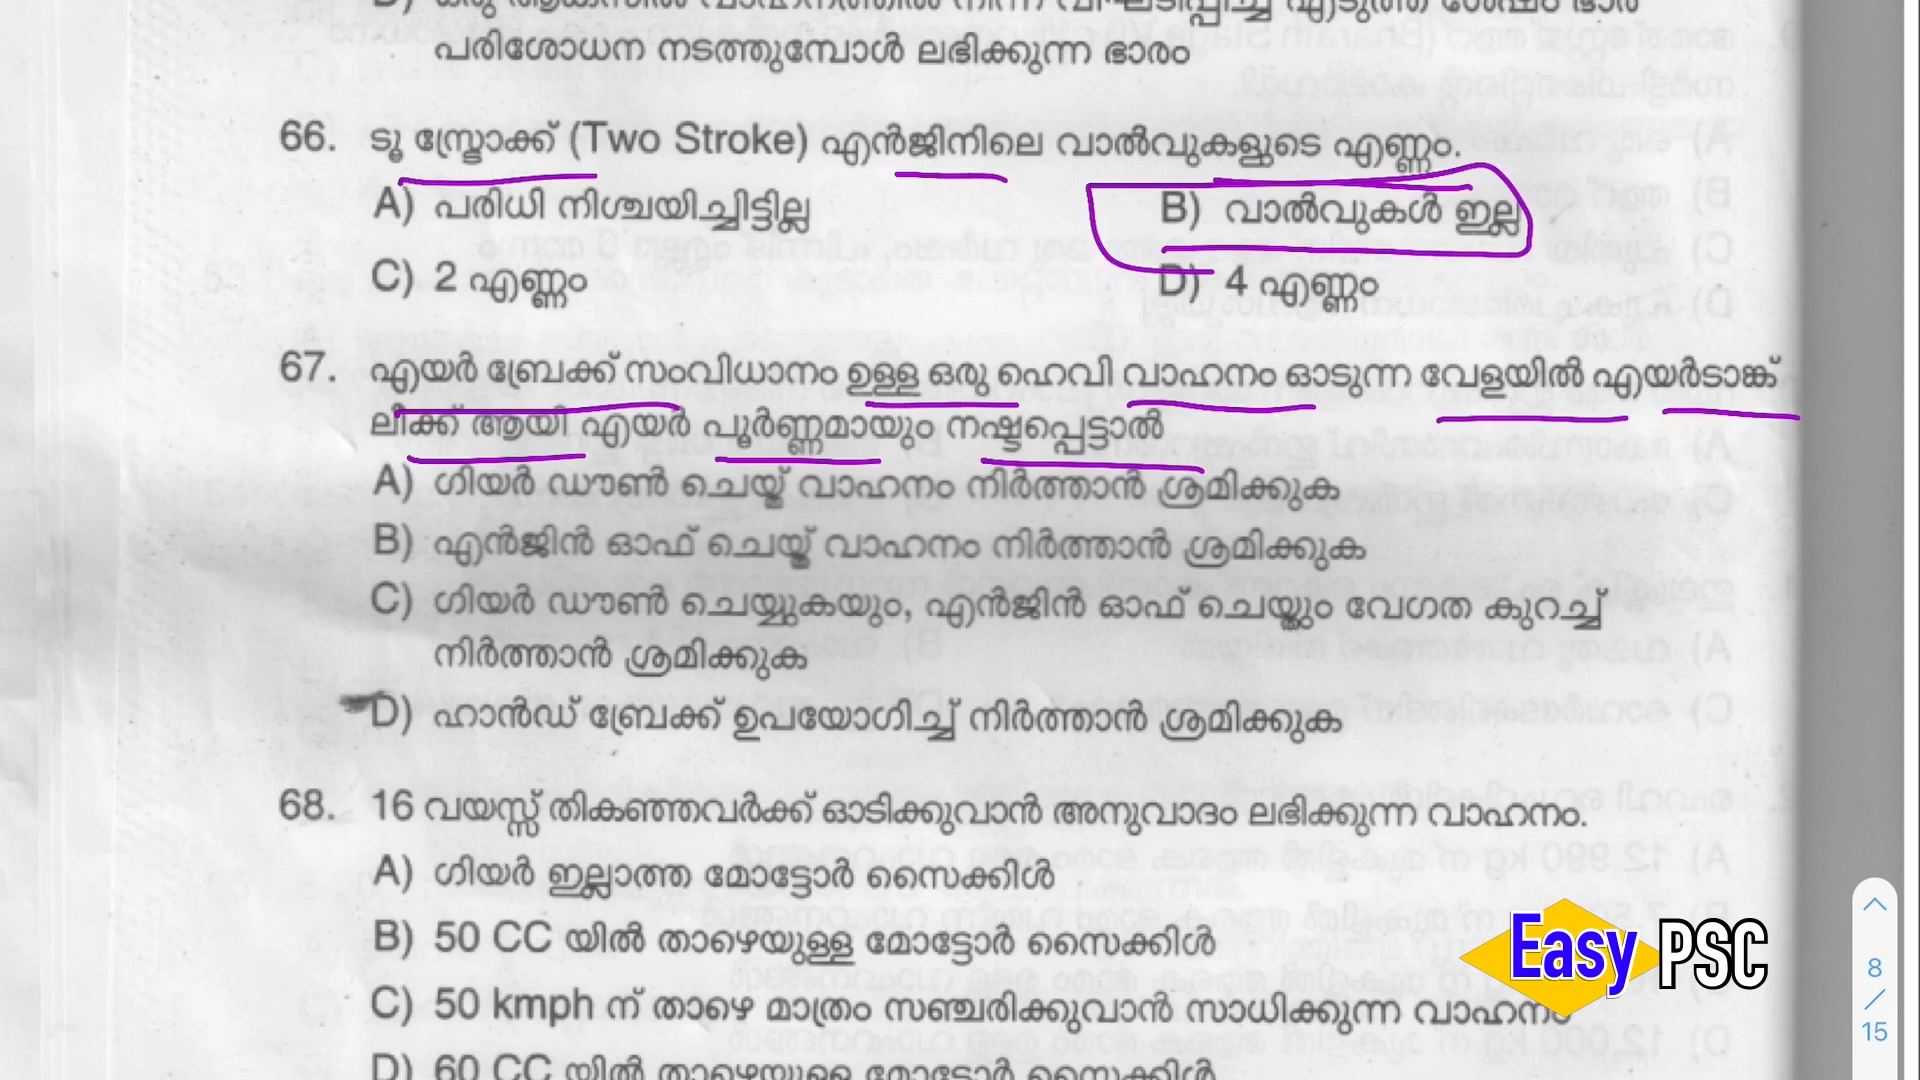 പരിശോധന നടത്തുമ്പോൾ ലഭിക്കുന്ന ഭാരം
66. ടൂ സ്ട്രോക്ക് (Two Stroke) എൻജിനിലെ വാൽവുകളുടെ എണ്ണം.
A) പരിധി നിശ്ചയിച്ചിട്ടില്ല B) വാൽവുകൾ ഇല്ല
C) 2 എണ്ണം D) 4 എണ്ണം
67. എയർ ബ്രേക്ക് സംവിധാനം ഉള്ള ഒരു ഹെവി വാഹനം ഓടുന്ന വേളയിൽ എയർടാങ്ക്
ലീക്ക് ആയി എയർ പൂർണ്ണമായും നഷ്ടപ്പെട്ടാൽ
A) ഗിയർ ഡൗൺ ചെയ്ത് വാഹനം നിർത്താൻ ശ്രമിക്കുക
B) എൻജിൻ ഓഫ് ചെയ്ത് വാഹനം നിർത്താൻ ശ്രമിക്കുക
C) ഗിയർ ഡൗൺ ചെയ്യുകയും, എൻജിൻ ഓഫ് ചെയ്തും വേഗത കുറച്ച്
നിർത്താൻ ശ്രമിക്കുക
D) ഹാൻഡ് ബ്രേക്ക് ഉപയോഗിച്ച് നിർത്താൻ ശ്രമിക്കുക
68. 16 വയസ്സ് തികഞ്ഞവർക്ക് ഓടിക്കുവാൻ അനുവാദം ലഭിക്കുന്ന വാഹനം.
A) ഗിയർ ഇല്ലാത്ത മോട്ടോർ സൈക്കിൾ
B) 50 CC യിൽ താഴെയുള്ള മോട്ടോർ സൈക്കിൾ
C) 50 kmph ന് താഴെ മാത്രം സഞ്ചരിക്കുവാൻ സാധിക്കുന്ന വാഹനം
D) 60 CC യിൽ താഴെയുള്ള മോട്ടോർ സൈക്കിൾ
Easy PSC
8
/
15